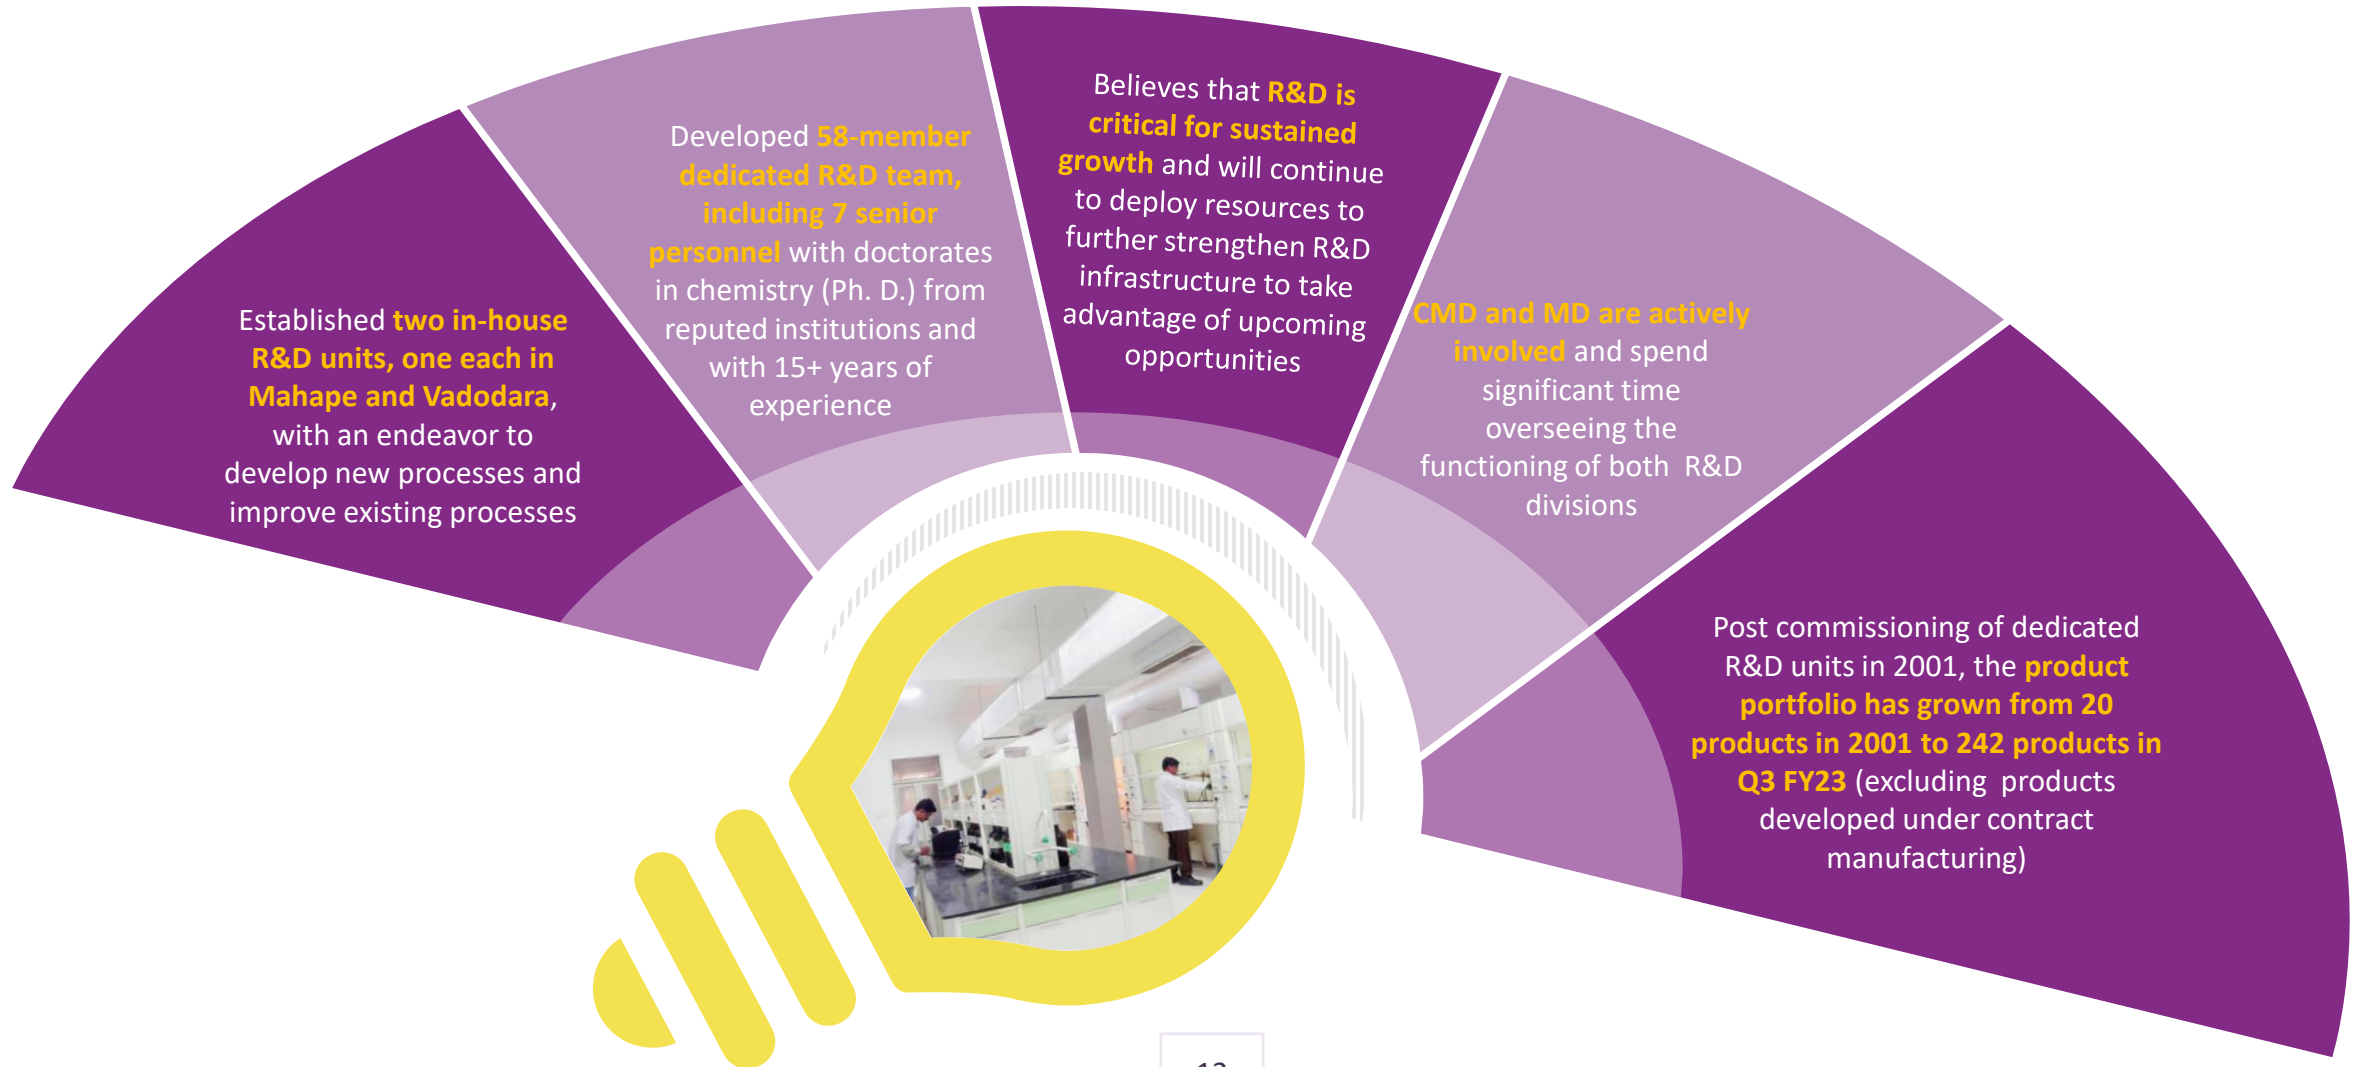 Established two in-house
R&D units, one each in
Mahape and Vadodara,
with an endeavor to
develop new processes and
improve existing processes
Developed 58-member
dedicated R&D team,
including 7 senior
personnel with doctorates
in chemistry (Ph. D.) from
reputed institutions and
with 15+ years of
experience
Believes that R&D is
critical for sustained
growth and will continue
to deploy resources to
further strengthen R&D
infrastructure to take
advantage of upcoming
opportunities
CMD and MD are actively
involved and spend
significant time
overseeing the
functioning of both R&D
divisions
Post commissioning of dedicated
R&D units in 2001, the product
portfolio has grown from 20
products in 2001 to 242 products in
Q3 FY23 (excluding products
developed under contract
manufacturing)